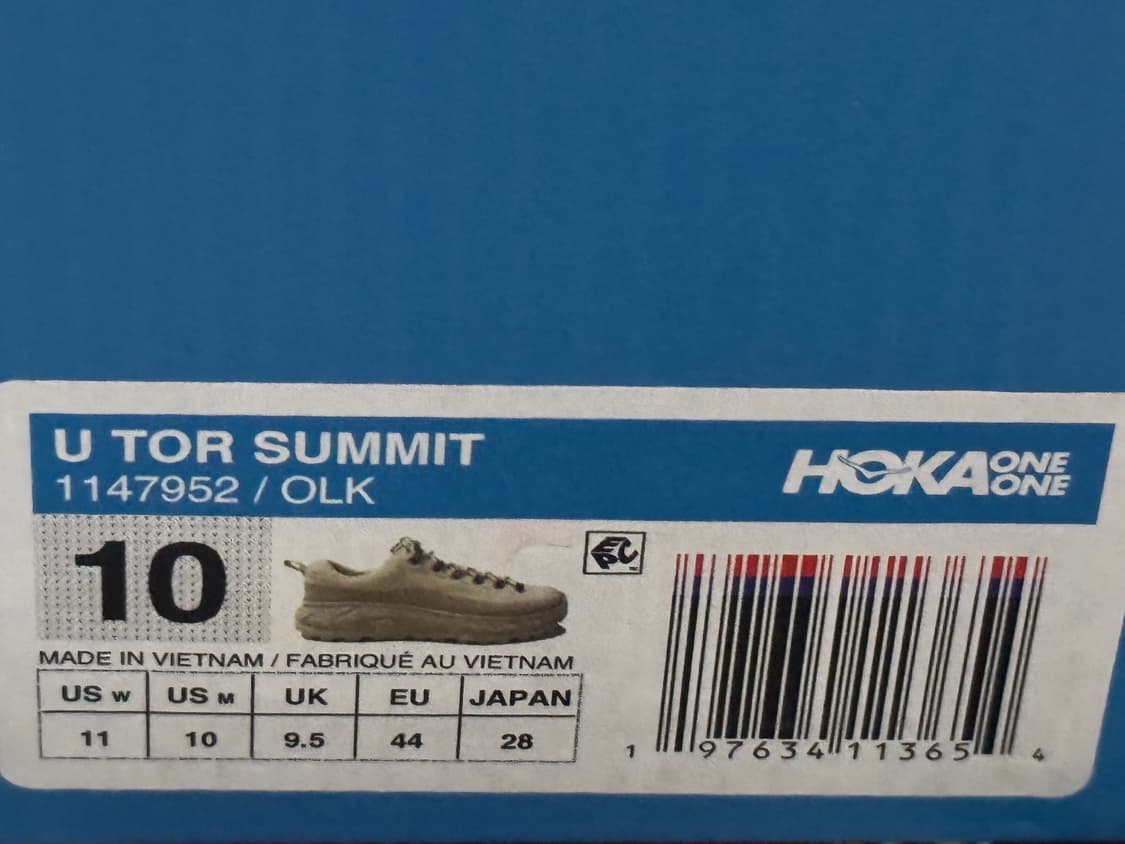 U TOR SUMMIT
1147952 / OLK
HOKA ONE ONE
10
EPC
MADE IN VIETNAM / FABRIQUÉ AU VIETNAM
US W US M UK EU JAPAN
11 10 9.5 44 28
1 97634 11365 4